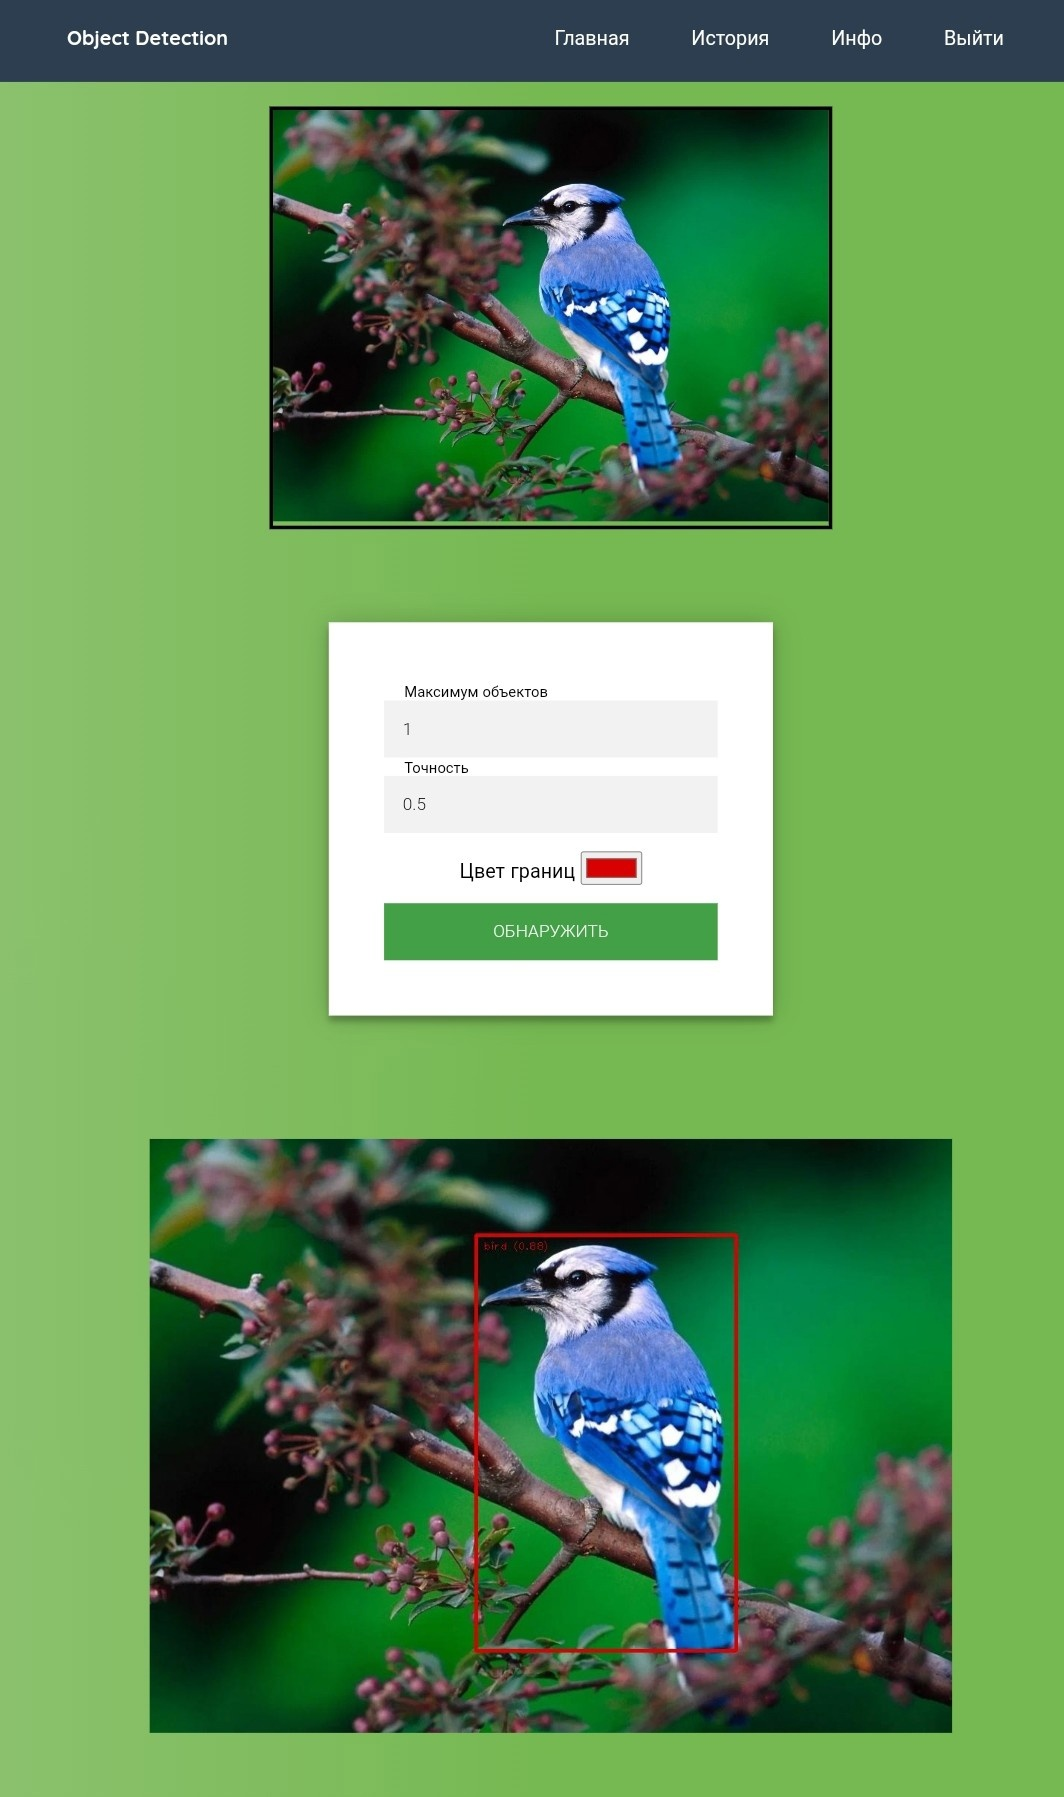 Object Detection
Главная
История
Инфо
Выйти
Максимум объектов
1
Точность
0.5
Цвет границ
ОБНАРУЖИТЬ
bird (0.88)